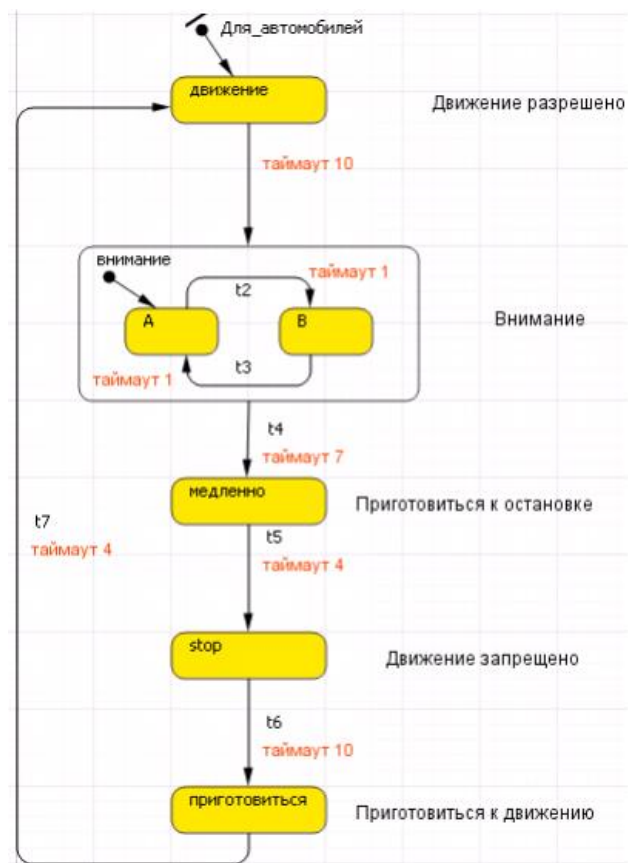 Для_автомобилей
движение
Движение разрешено
таймаут 10
внимание
таймаут 1
t2
A
B
Внимание
t3
таймаут 1
t4
таймаут 7
медленно
Приготовиться к остановке
t7
t5
таймаут 4
таймаут 4
stop
Движение запрещено
t6
таймаут 10
приготовиться
Приготовиться к движению